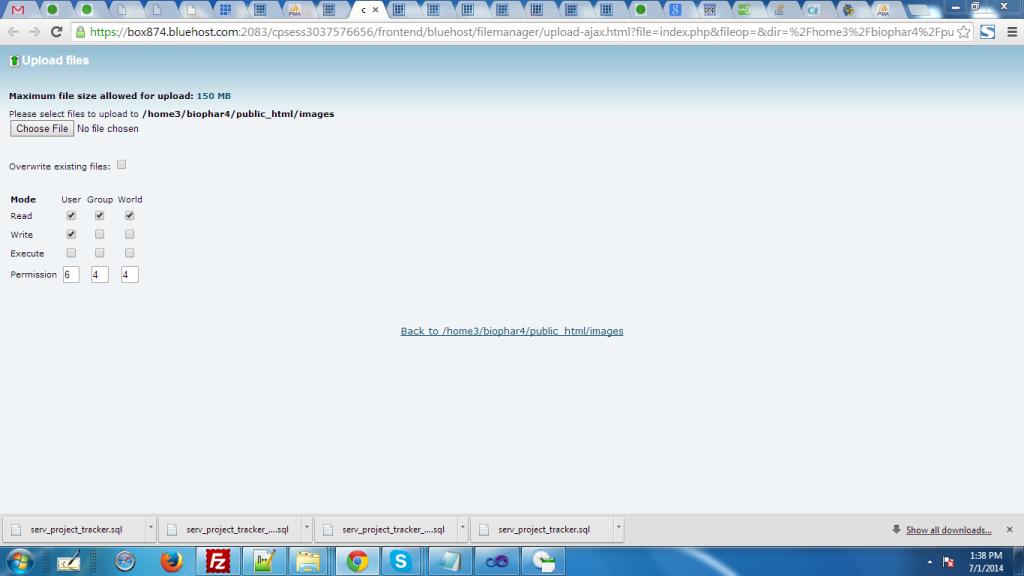 c
https://box874.bluehost.com:2083/cpsess3037576656/frontend/bluehost/filemanager/upload-ajax.html?file=index.php&fileop=&dir=%2Fhome3%2Fbiophar4%2Fpu
Upload files
Maximum file size allowed for upload: 150 MB
Please select files to upload to /home3/biophar4/public_html/images
Choose File No file chosen
Overwrite existing files:
Mode User Group World
Read
Write
Execute
Permission 6 4 4
Back to /home3/biophar4/public_html/images
serv_project_tracker.sql serv_project_tracker_....sql serv_project_tracker_....sql serv_project_tracker.sql Show all downloads...
1:38 PM
7/1/2014